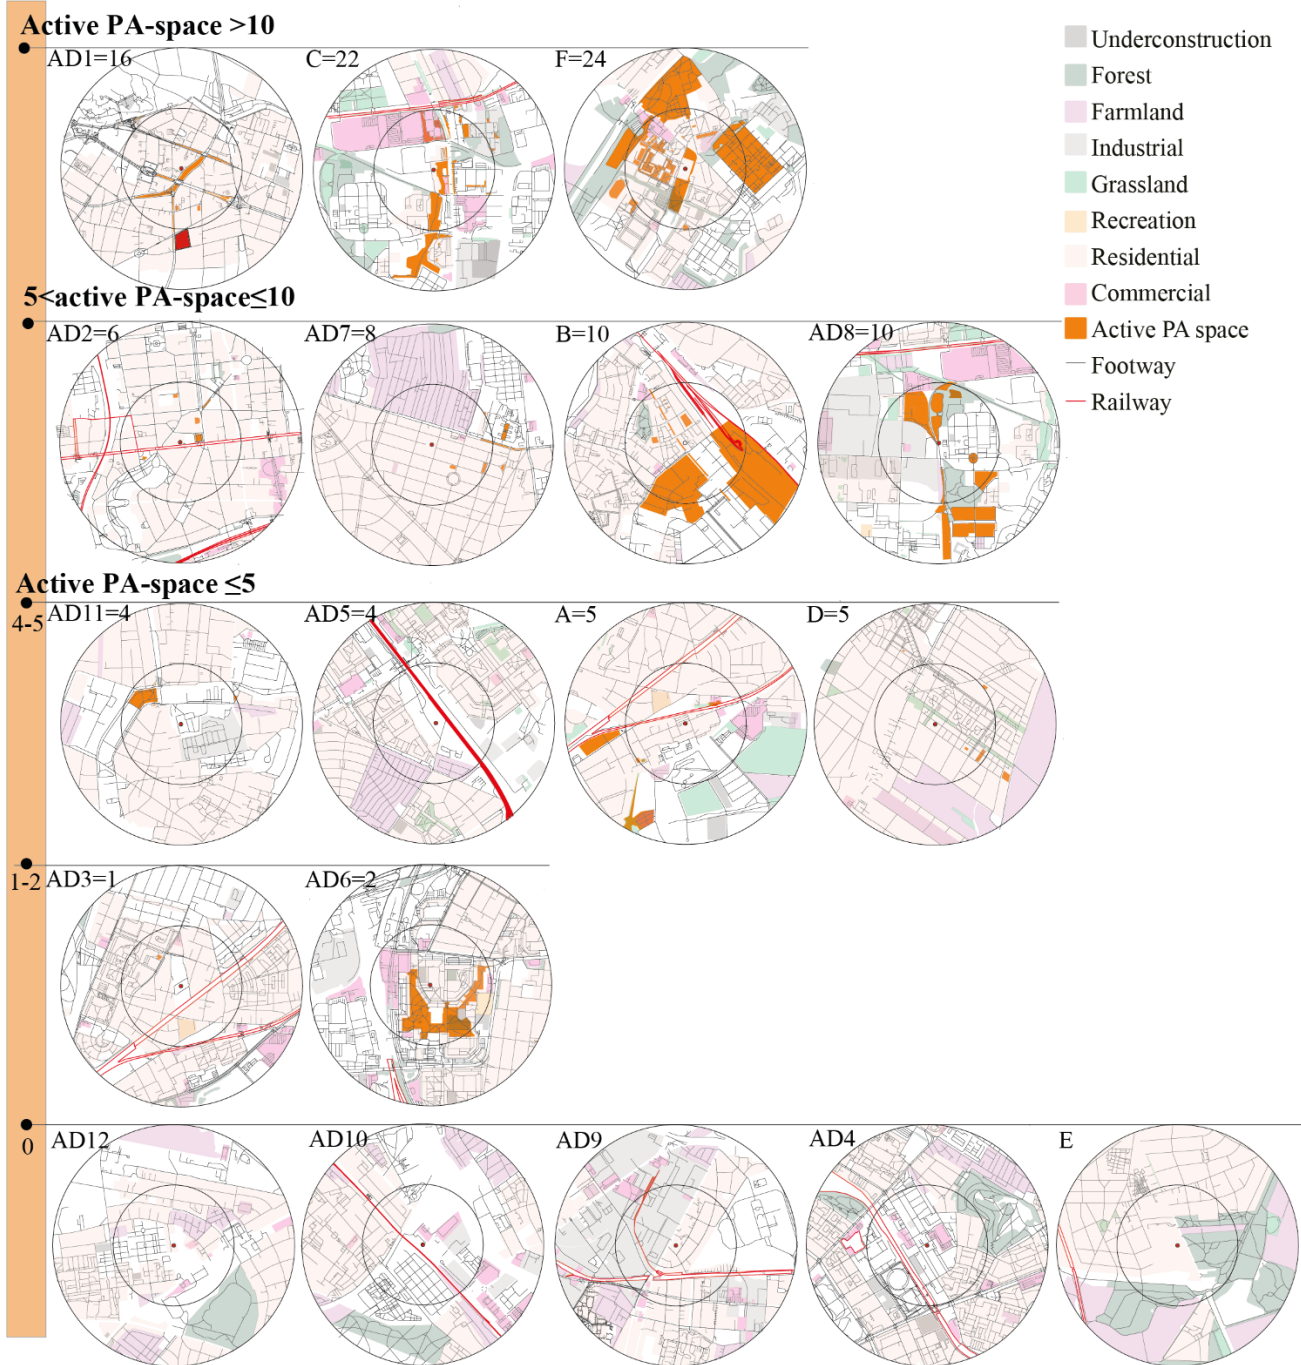 Active PA-space >10
AD1=16
C=22
F=24
Underconstruction
Forest
Farmland
Industrial
Grassland
Recreation
Residential
Commercial
Active PA space
Footway
Railway
5<active PA-space≤10
AD2=6
AD7=8
B=10
AD8=10
Active PA-space ≤5
4-5
AD11=4
AD5=4
A=5
D=5
1-2
AD3=1
AD6=2
0
AD12
AD10
AD9
AD4
E